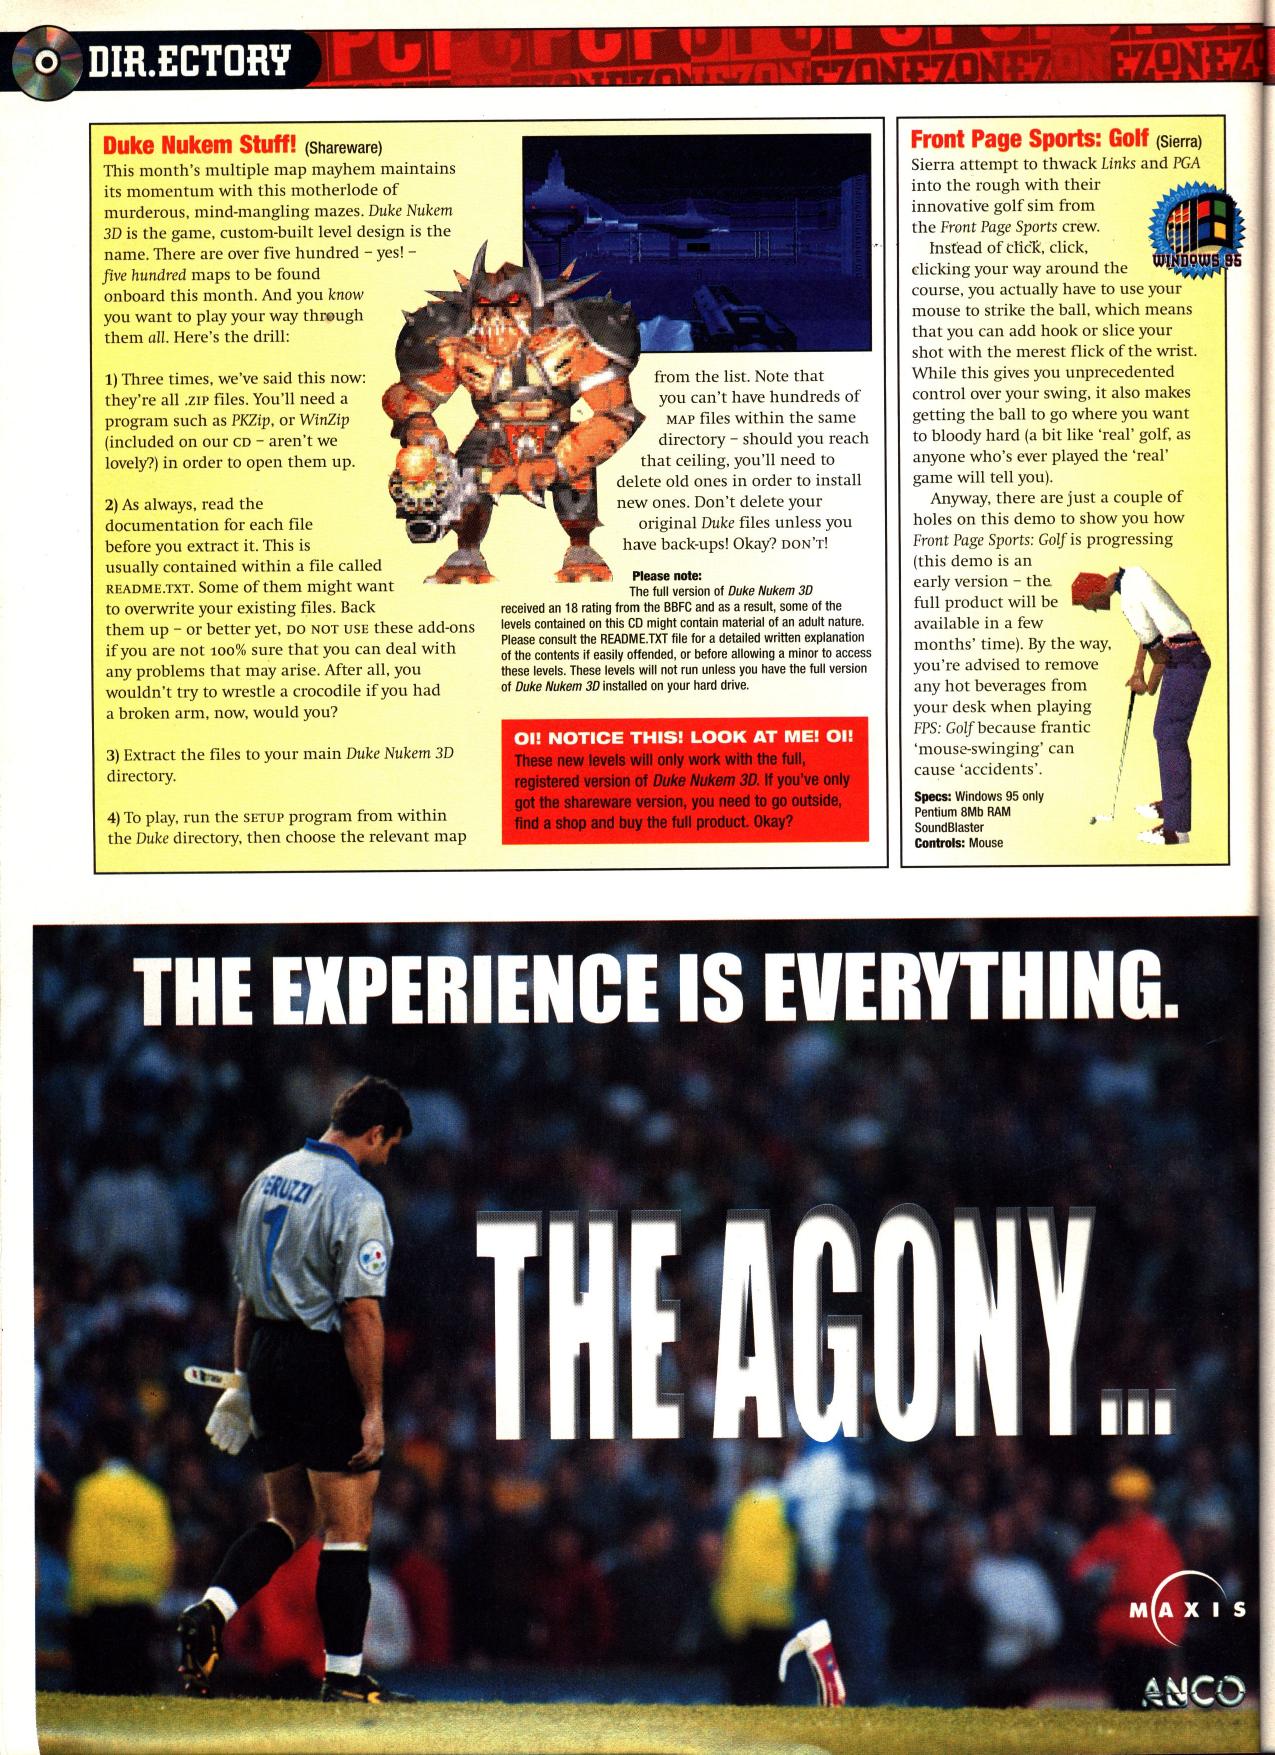 DIR.ECTORY
Duke Nukem Stuff! (Shareware)
This month's multiple map mayhem maintains
its momentum with this motherlode of
murderous, mind-mangling mazes. Duke Nukem
3D is the game, custom-built level design is the
name. There are over five hundred – yes! –
five hundred maps to be found
onboard this month. And you know
you want to play your way through
them all. Here's the drill:
1) Three times, we've said this now:
they're all .ZIP files. You'll need a
program such as PKZip, or WinZip
(included on our CD – aren't we
lovely?) in order to open them up.
2) As always, read the
documentation for each file
before you extract it. This is
usually contained within a file called
README.TXT. Some of them might want
to overwrite your existing files. Back
them up – or better yet, DO NOT USE these add-ons
if you are not 100% sure that you can deal with
any problems that may arise. After all, you
wouldn't try to wrestle a crocodile if you had
a broken arm, now, would you?
3) Extract the files to your main Duke Nukem 3D
directory.
4) To play, run the SETUP program from within
the Duke directory, then choose the relevant map
from the list. Note that
you can't have hundreds of
MAP files within the same
directory – should you reach
that ceiling, you'll need to
delete old ones in order to install
new ones. Don't delete your
original Duke files unless you
have back-ups! Okay? DON'T!
Please note:
The full version of Duke Nukem 3D
received an 18 rating from the BBFC and as a result, some of the
levels contained on this CD might contain material of an adult nature.
Please consult the README.TXT file for a detailed written explanation
of the contents if easily offended, or before allowing a minor to access
these levels. These levels will not run unless you have the full version
of Duke Nukem 3D installed on your hard drive.
OI! NOTICE THIS! LOOK AT ME! OI!
These new levels will only work with the full,
registered version of Duke Nukem 3D. If you've only
got the shareware version, you need to go outside,
find a shop and buy the full product. Okay?
Front Page Sports: Golf (Sierra)
Sierra attempt to thwack Links and PGA
into the rough with their
innovative golf sim from
the Front Page Sports crew.
Instead of click, click,
clicking your way around the
course, you actually have to use your
mouse to strike the ball, which means
that you can add hook or slice your
shot with the merest flick of the wrist.
While this gives you unprecedented
control over your swing, it also makes
getting the ball to go where you want
to bloody hard (a bit like 'real' golf, as
anyone who's ever played the 'real'
game will tell you).
Anyway, there are just a couple of
holes on this demo to show you how
Front Page Sports: Golf is progressing
(this demo is an
early version – the
full product will be
available in a few
months' time). By the way,
you're advised to remove
any hot beverages from
your desk when playing
FPS: Golf because frantic
'mouse-swinging' can
cause 'accidents'.
Specs: Windows 95 only
Pentium 8Mb RAM
SoundBlaster
Controls: Mouse
WINDOWS 95
THE EXPERIENCE IS EVERYTHING.
PERUZZI
1
THE AGONY...
MAXIS
ANCO